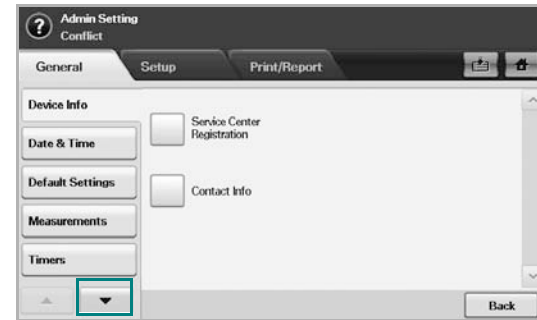 Admin Setting
Conflict
General Setup Print/Report
Device Info
Service Center
Registration
Date & Time
Default Settings
Contact Info
Measurements
Timers
Back